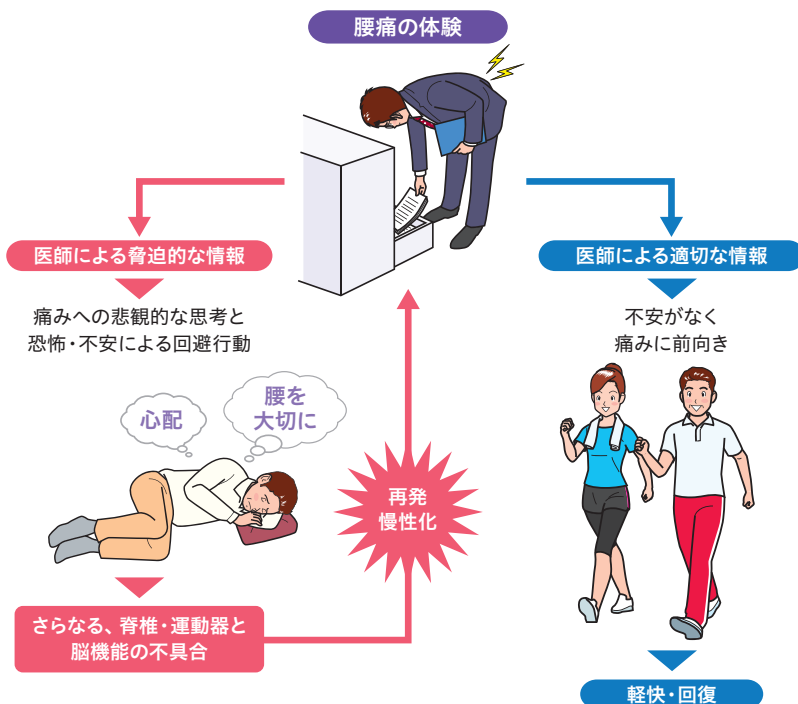 腰痛の体験
医師による脅迫的な情報
痛みへの悲観的な思考と
恐怖・不安による回避行動
心配
腰を
大切に
さらなる、脊椎・運動器と
脳機能の不具合
再発
慢性化
医師による適切な情報
不安がなく
痛みに前向き
軽快・回復